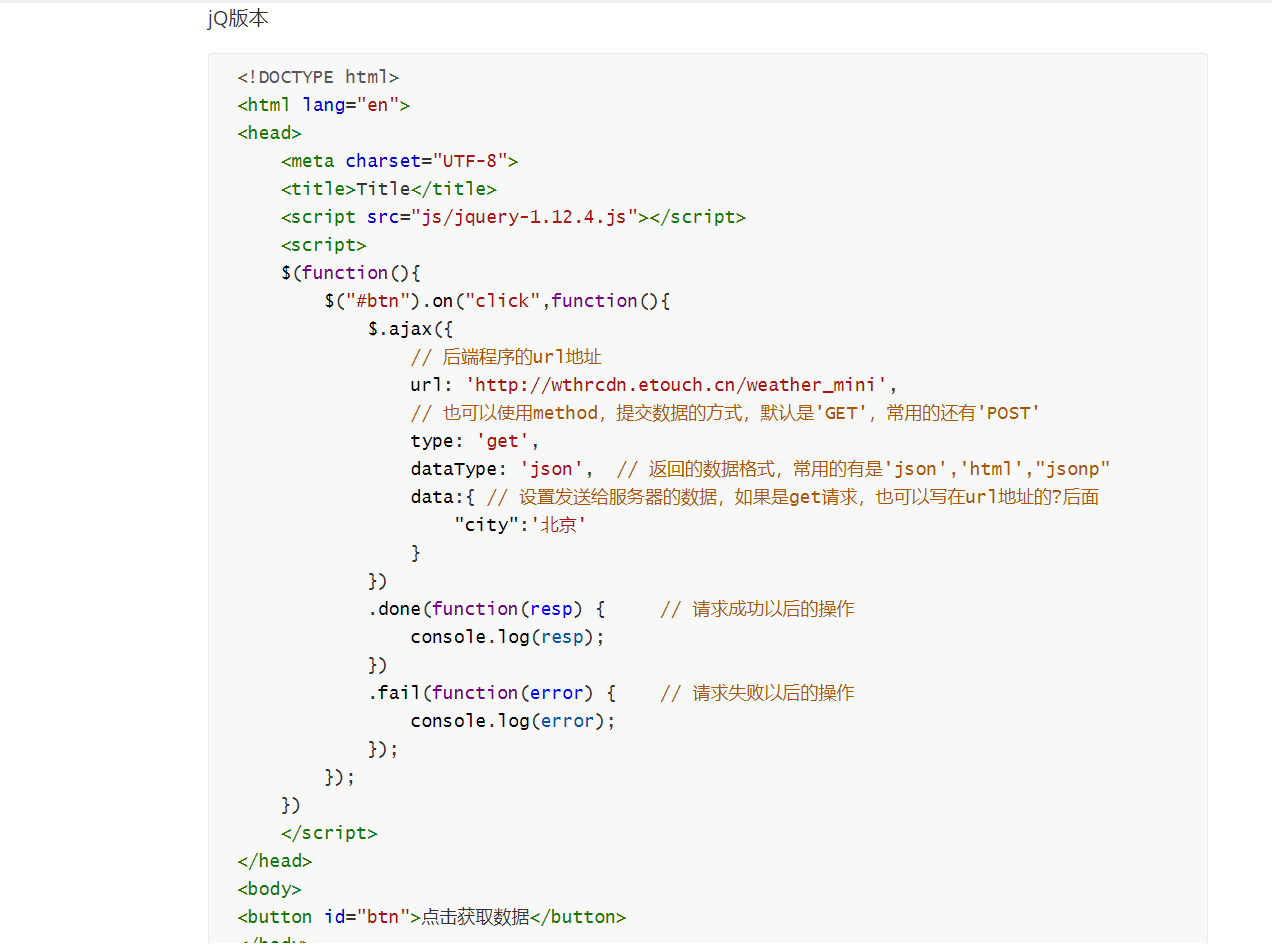 jQ版本
<!DOCTYPE html>
<html lang="en">
<head>
    <meta charset="UTF-8">
    <title>Title</title>
    <script src="js/jquery-1.12.4.js"></script>
    <script>
    $(function(){
        $("#btn").on("click",function(){
            $.ajax({
                // 后端程序的url地址
                url: 'http://wthrcdn.etouch.cn/weather_mini',
                // 也可以使用method，提交数据的方式，默认是'GET'，常用的还有'POST'
                type: 'get',
                dataType: 'json',  // 返回的数据格式，常用的有是'json','html',"jsonp"
                data:{ // 设置发送给服务器的数据，如果是get请求，也可以写在url地址的?后面
                    "city":'北京'
                }
            })
            .done(function(resp) {     // 请求成功以后的操作
                console.log(resp);
            })
            .fail(function(error) {    // 请求失败以后的操作
                console.log(error);
            });
        });
    })
    </script>
</head>
<body>
<button id="btn">点击获取数据</button>
</body>